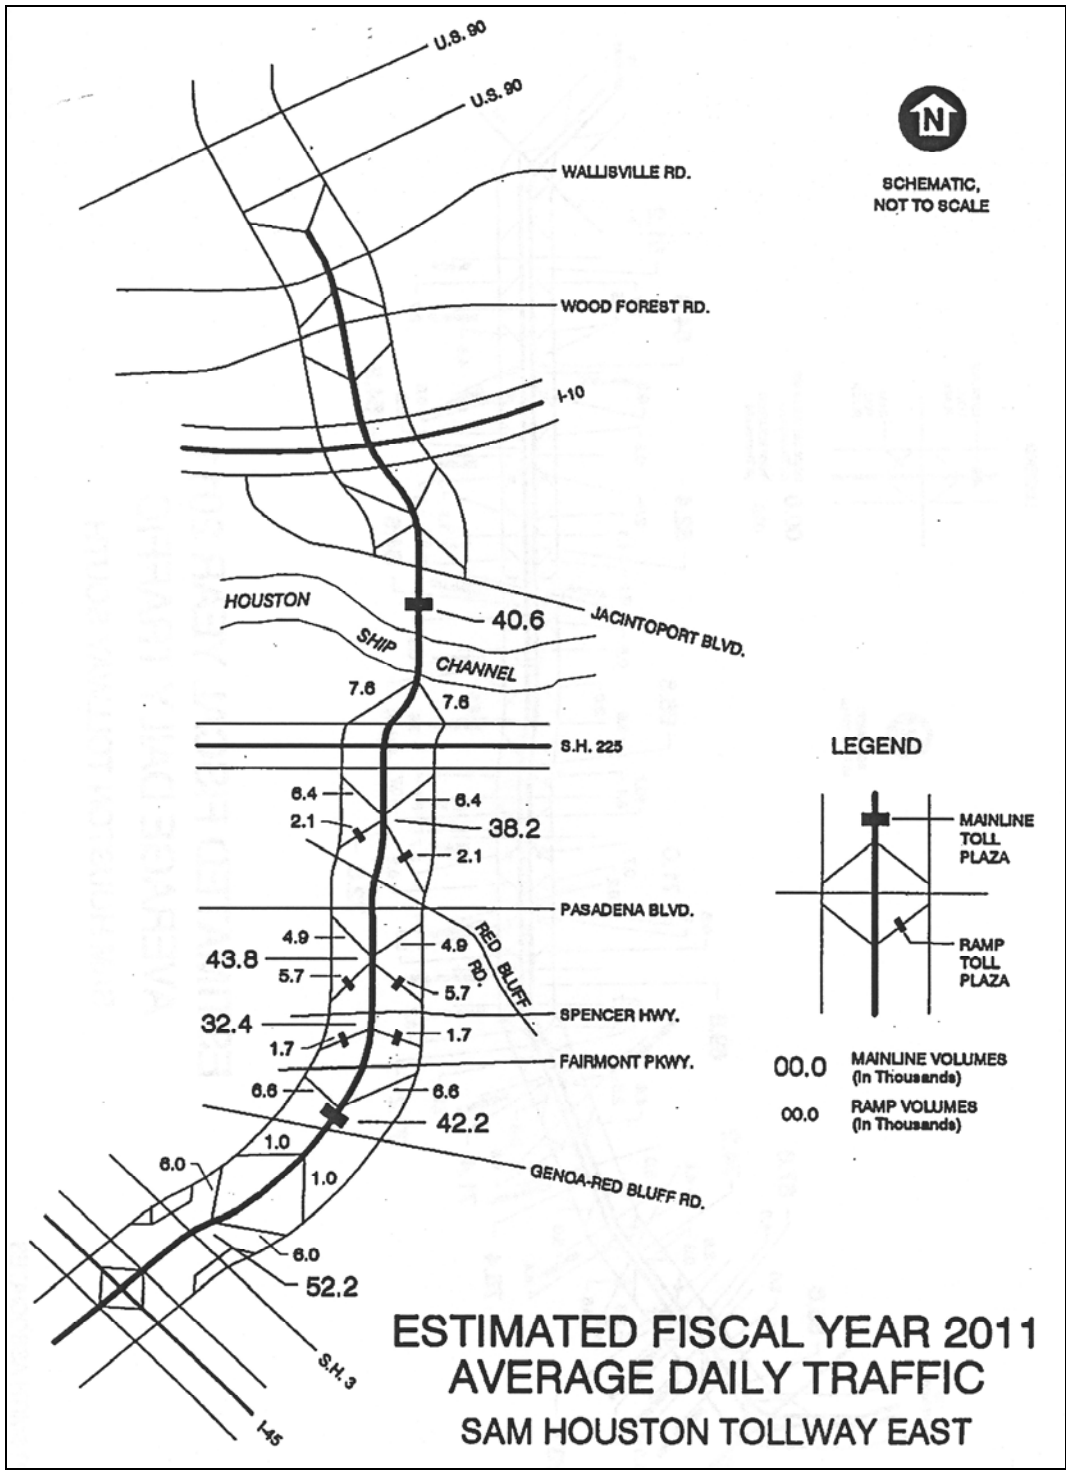 U.S. 90
U.S. 90
N
SCHEMATIC,
NOT TO SCALE
WALLISVILLE RD.
WOOD FOREST RD.
I-10
HOUSTON
SHIP
CHANNEL
40.6
JACINTOPORT BLVD.
7.6
7.6
S.H. 225
6.4
6.4
2.1
38.2
2.1
PASADENA BLVD.
4.9
4.9
RED BLUFF
RD.
43.8
5.7
5.7
SPENCER HWY.
32.4
1.7
1.7
FAIRMONT PKWY.
6.6
6.6
42.2
1.0
6.0
1.0
GENOA-RED BLUFF RD.
6.0
52.2
S.H. 3
I-45
LEGEND
MAINLINE
TOLL
PLAZA
RAMP
TOLL
PLAZA
00.0 MAINLINE VOLUMES
(In Thousands)
00.0 RAMP VOLUMES
(In Thousands)
ESTIMATED FISCAL YEAR 2011
AVERAGE DAILY TRAFFIC
SAM HOUSTON TOLLWAY EAST